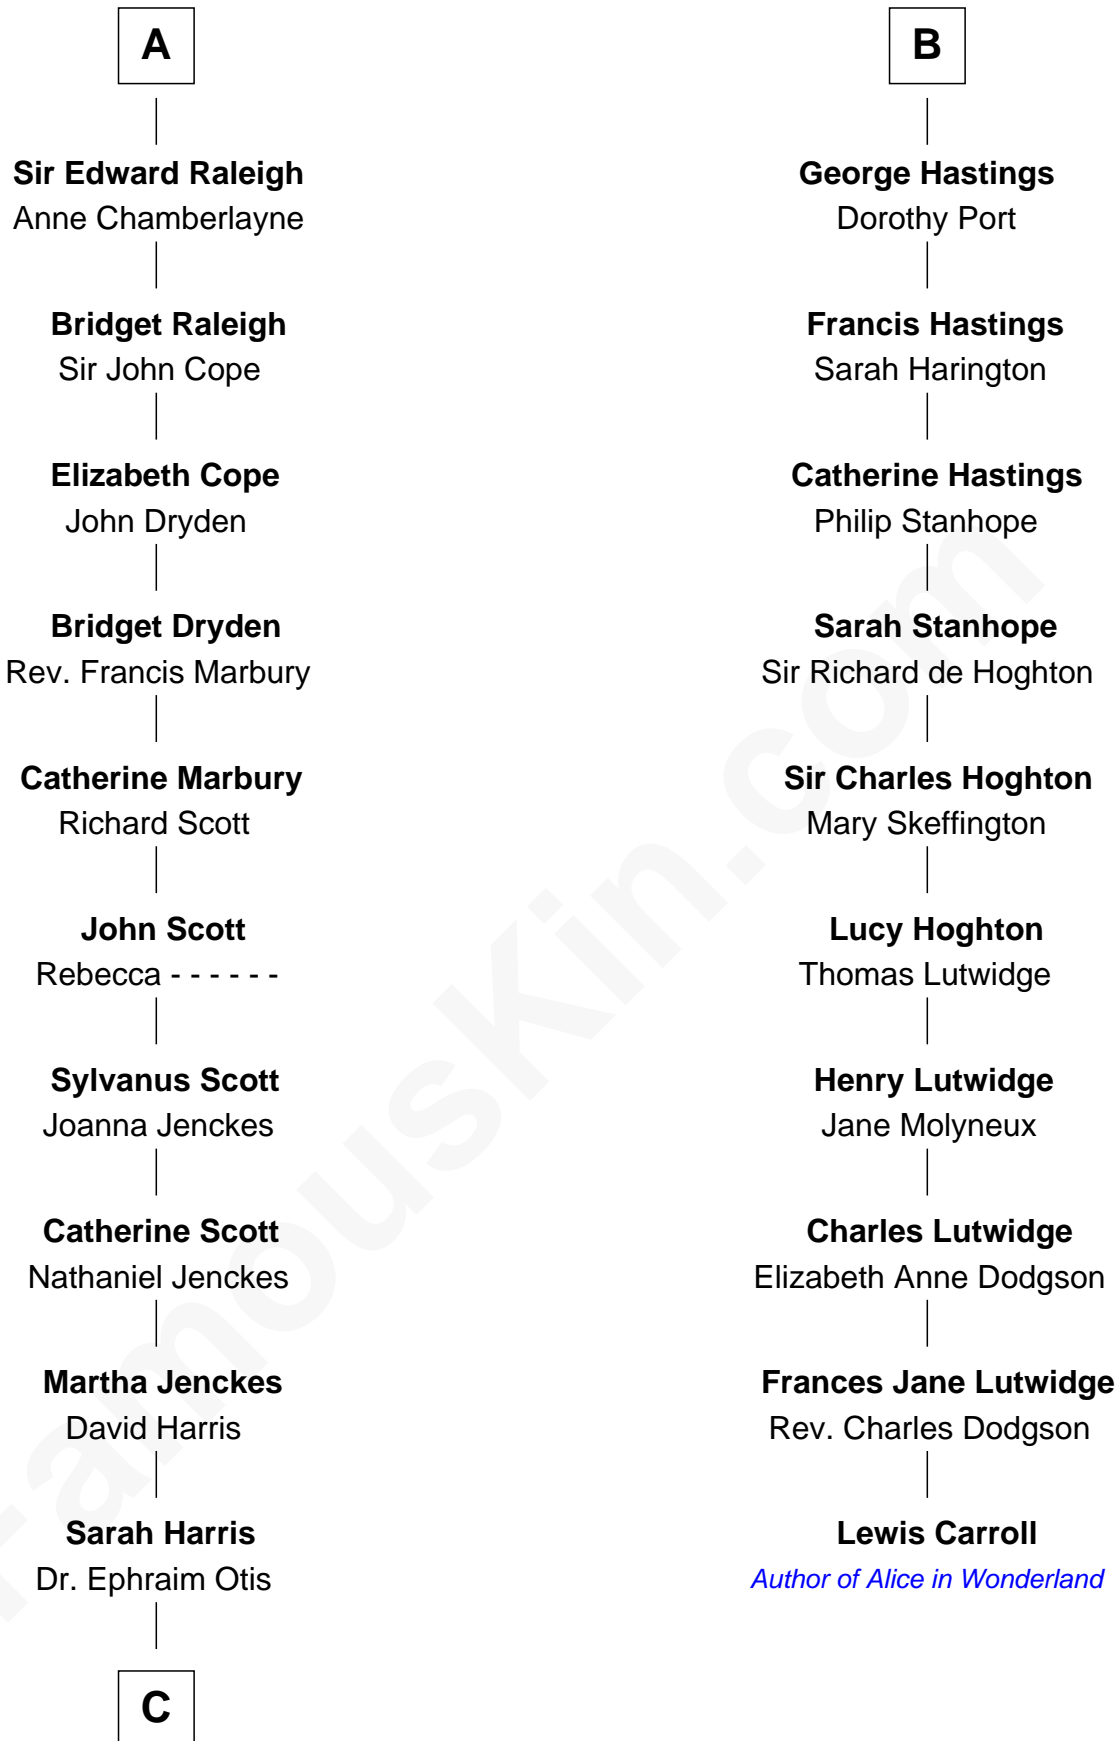 A
Sir Edward Raleigh
Anne Chamberlayne
Bridget Raleigh
Sir John Cope
Elizabeth Cope
John Dryden
Bridget Dryden
Rev. Francis Marbury
Catherine Marbury
Richard Scott
John Scott
Rebecca - - - - - -
Sylvanus Scott
Joanna Jenckes
Catherine Scott
Nathaniel Jenckes
Martha Jenckes
David Harris
Sarah Harris
Dr. Ephraim Otis
C
B
George Hastings
Dorothy Port
Francis Hastings
Sarah Harington
Catherine Hastings
Philip Stanhope
Sarah Stanhope
Sir Richard de Hoghton
Sir Charles Hoghton
Mary Skeffington
Lucy Hoghton
Thomas Lutwidge
Henry Lutwidge
Jane Molyneux
Charles Lutwidge
Elizabeth Anne Dodgson
Frances Jane Lutwidge
Rev. Charles Dodgson
Lewis Carroll
Author of Alice in Wonderland
FamousKin.com